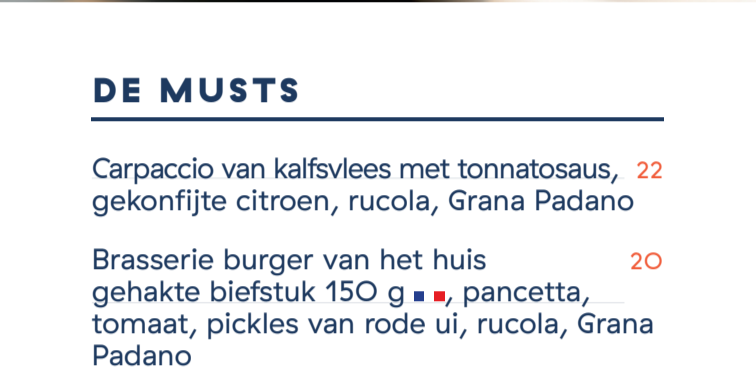 DE MUSTS
Carpaccio van kalfsvlees met tonnatosaus, 22
gekonfijte citroen, rucola, Grana Padano
Brasserie burger van het huis 20
gehakte biefstuk 150 g , pancetta,
tomaat, pickles van rode ui, rucola, Grana
Padano